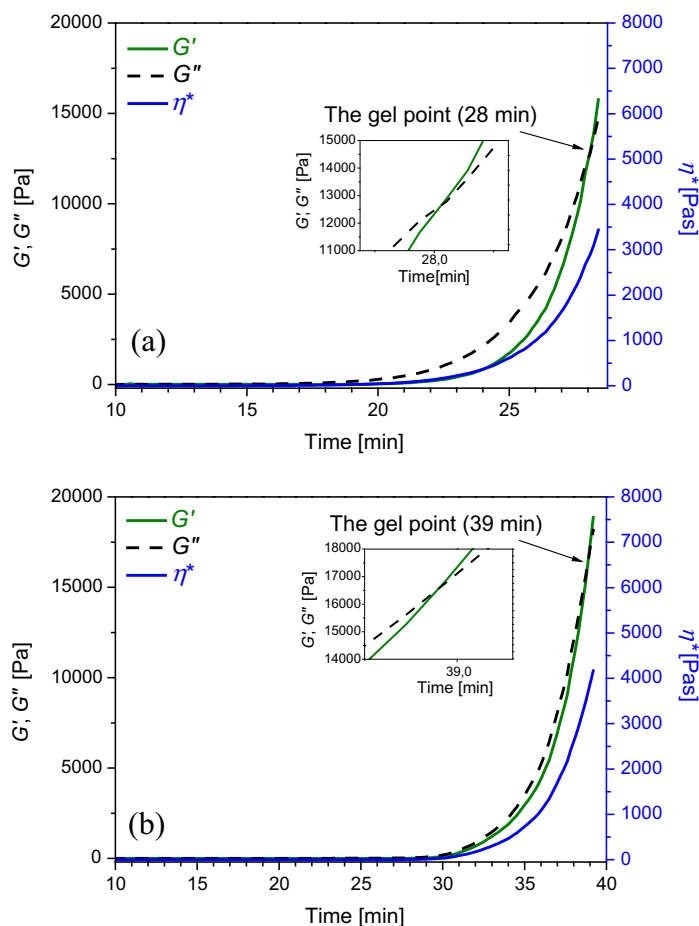 20000
15000
10000
5000
0
G', G" [Pa]
G'
G"
η*
The gel point (28 min)
15000
14000
13000
12000
11000
G', G" [Pa]
28,0
Time[min]
8000
7000
6000
5000
4000
3000
2000
1000
0
η*[Pas]
(a)
10 15 20 25
Time [min]
20000
15000
10000
5000
0
G', G" [Pa]
G'
G"
η*
The gel point (39 min)
18000
17000
16000
15000
14000
G', G" [Pa]
39,0
Time [min]
8000
7000
6000
5000
4000
3000
2000
1000
0
η*[Pas]
(b)
10 15 20 25 30 35 40
Time [min]